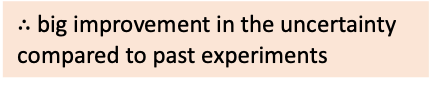 ∴ big improvement in the uncertainty
compared to past experiments